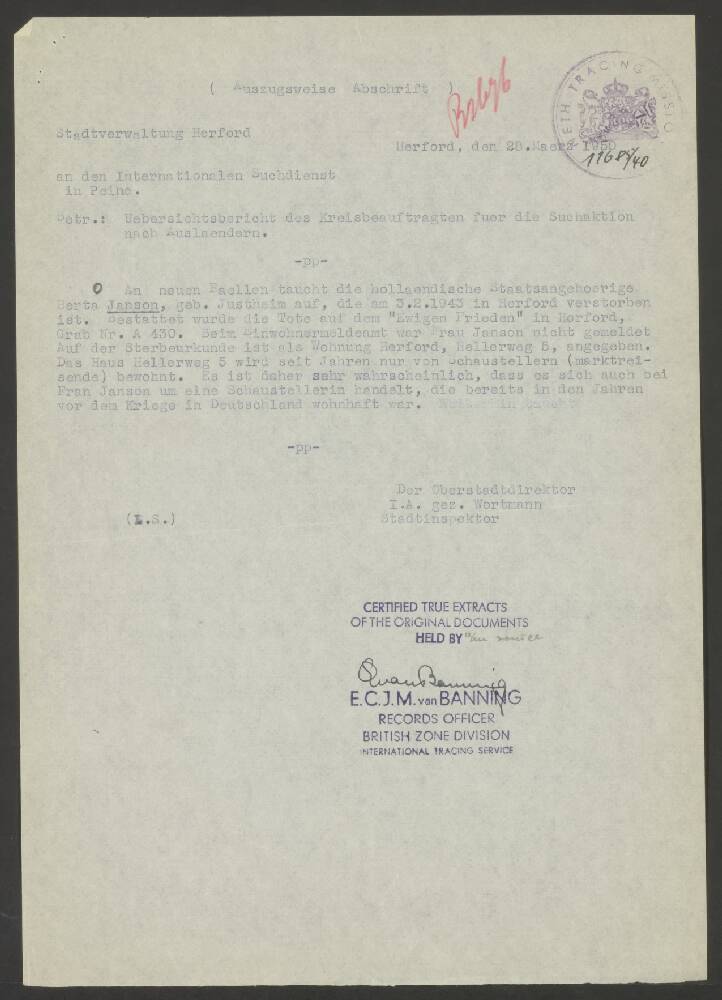 ( Auszugsweise Abschrift )
NETH. TRACING MISSIO
Stadtverwaltung Herford
Herford, den 28.Maerz 1950
an den Internationalen Suchdienst
in Peine.
Betr.: Uebersichtsbericht des Kreisbeauftragten fuer die Suchaktion
nach Auslaendern.
-pp-
0 An neuen Faellen taucht die hollaendische Staatsangehoerige
Berta Janson, geb. Justheim auf, die am 3.2.1943 in Herford verstorben
ist. Bestattet wurde die Tote auf dem "Ewigen Frieden" in Herford,
Grab Nr. A 430. Beim Einwohnermeldeamt war Frau Janson nicht gemeldet
Auf der Sterbeurkunde ist als Wohnung Herford, Hellerweg 5, angegeben.
Das Haus Hellerweg 5 wird seit Jahren nur von Schaustellern (marktrei-
sende) bewohnt. Es ist daher sehr wahrscheinlich, dass es sich auch bei
Frau Janson um eine Schaustellerin handelt, die bereits in den Jahren
vor dem Kriege in Deutschland wohnhaft war.
-pp-
Der Oberstadtdirektor
I.A. gez. Wortmann
(L.S.) Stadtinspektor
CERTIFIED TRUE EXTRACTS
OF THE ORIGINAL DOCUMENTS
HELD BY
E.C.J.M. van BANNING
RECORDS OFFICER
BRITISH ZONE DIVISION
INTERNATIONAL TRACING SERVICE